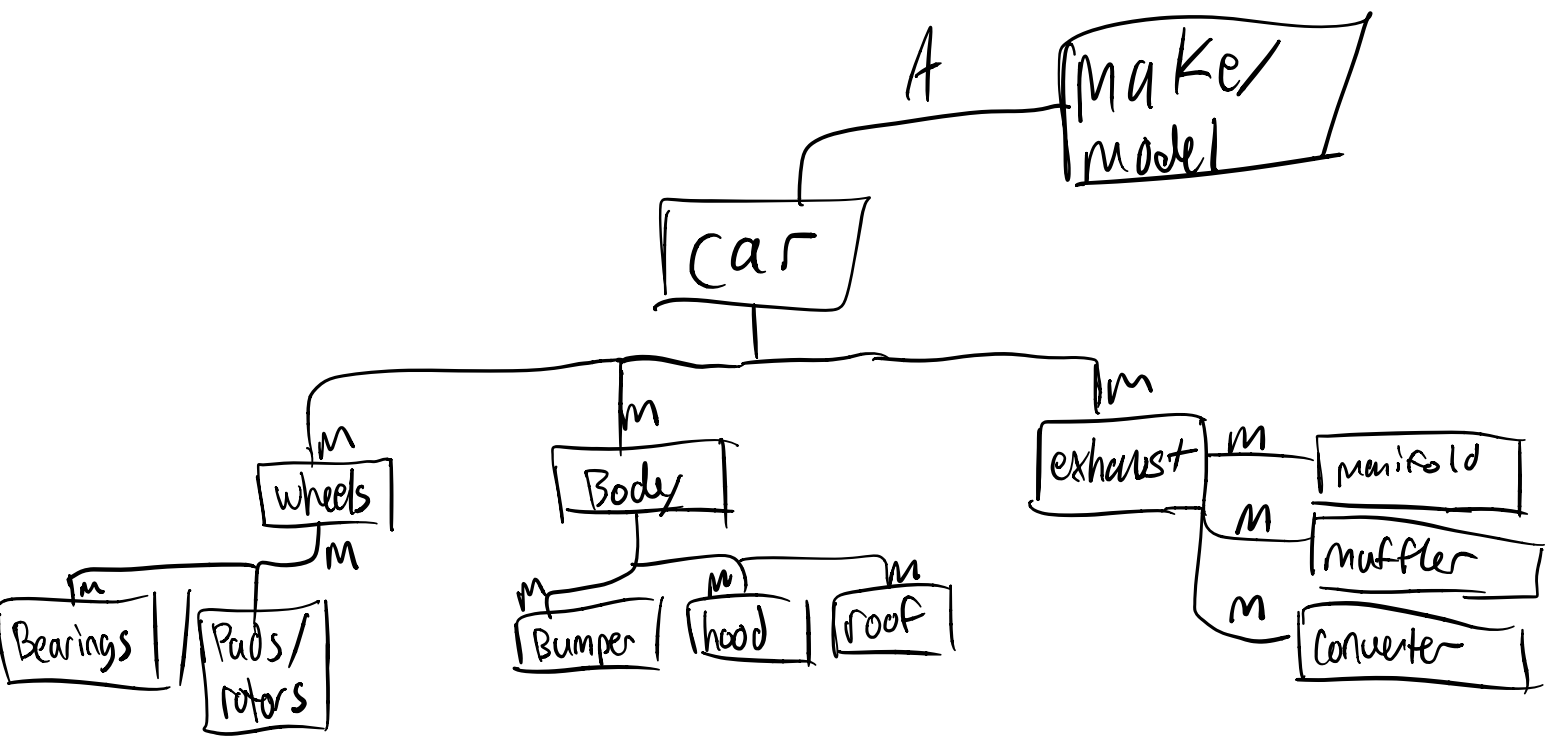 A
Make/
model
car
M
M
M
wheels
Body
exhaust
M
manifold
M
M
muffler
M
converter
M
M
M
M
Bearings
Pads/
rotors
Bumper
hood
roof